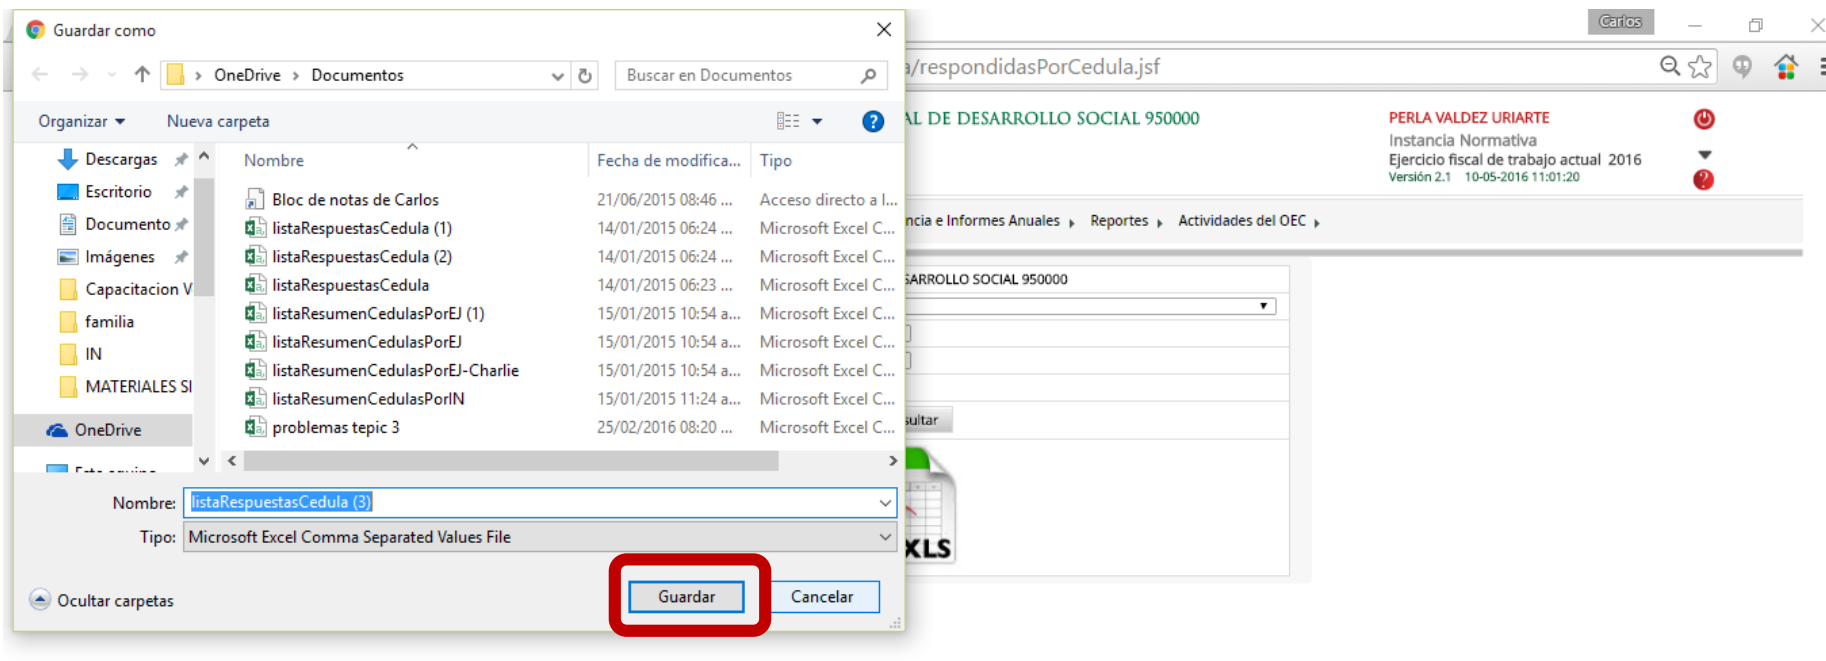 Guardar como
OneDrive › Documentos
Buscar en Documentos
Organizar
Nueva carpeta
Descargas
Escritorio
Documento
Imágenes
Capacitacion V
familia
IN
MATERIALES SI
OneDrive
Nombre Fecha de modifica... Tipo
Bloc de notas de Carlos 21/06/2015 08:46 ... Acceso directo a l...
listaRespuestasCedula (1) 14/01/2015 06:24 ... Microsoft Excel C...
listaRespuestasCedula (2) 14/01/2015 06:24 ... Microsoft Excel C...
listaRespuestasCedula 14/01/2015 06:23 ... Microsoft Excel C...
listaResumenCedulasPorEJ (1) 15/01/2015 10:54 a... Microsoft Excel C...
listaResumenCedulasPorEJ 15/01/2015 10:54 a... Microsoft Excel C...
listaResumenCedulasPorEJ-Charlie 15/01/2015 10:54 a... Microsoft Excel C...
listaResumenCedulasPorIN 15/01/2015 11:24 a... Microsoft Excel C...
problemas tepic 3 25/02/2016 08:20 ... Microsoft Excel C...
Nombre: listaRespuestasCedula (3)
Tipo: Microsoft Excel Comma Separated Values File
Ocultar carpetas
Guardar
Cancelar
Carlos
a/respondidasPorCedula.jsf
AL DE DESARROLLO SOCIAL 950000
PERLA VALDEZ URIARTE
Instancia Normativa
Ejercicio fiscal de trabajo actual 2016
Versión 2.1 10-05-2016 11:01:20
ncia e Informes Anuales Reportes Actividades del OEC
SARROLLO SOCIAL 950000
sultar
XLS